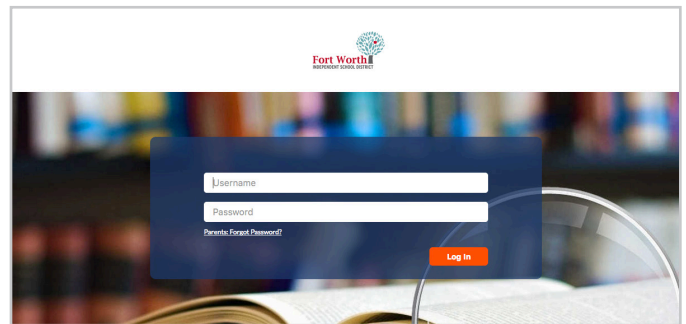 Fort Worth
INDEPENDENT SCHOOL DISTRICT
Username
Password
Parents: Forgot Password?
Log In